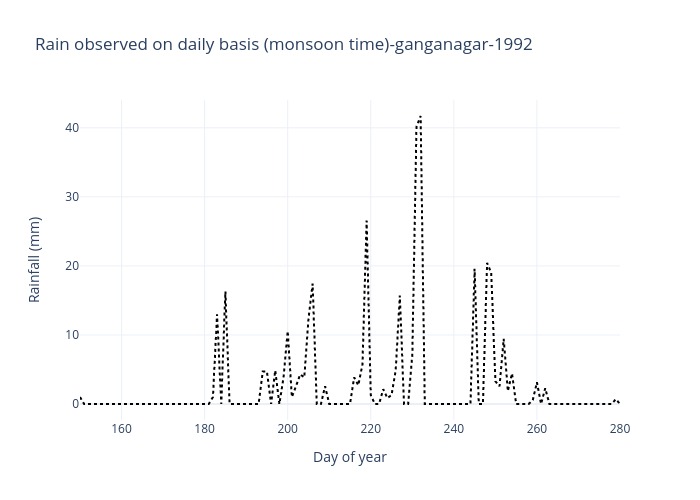 Rain observed on daily basis (monsoon time)-ganganagar-1992
40
30
20
10
0
Rainfall (mm)
160 180 200 220 240 260 280
Day of year